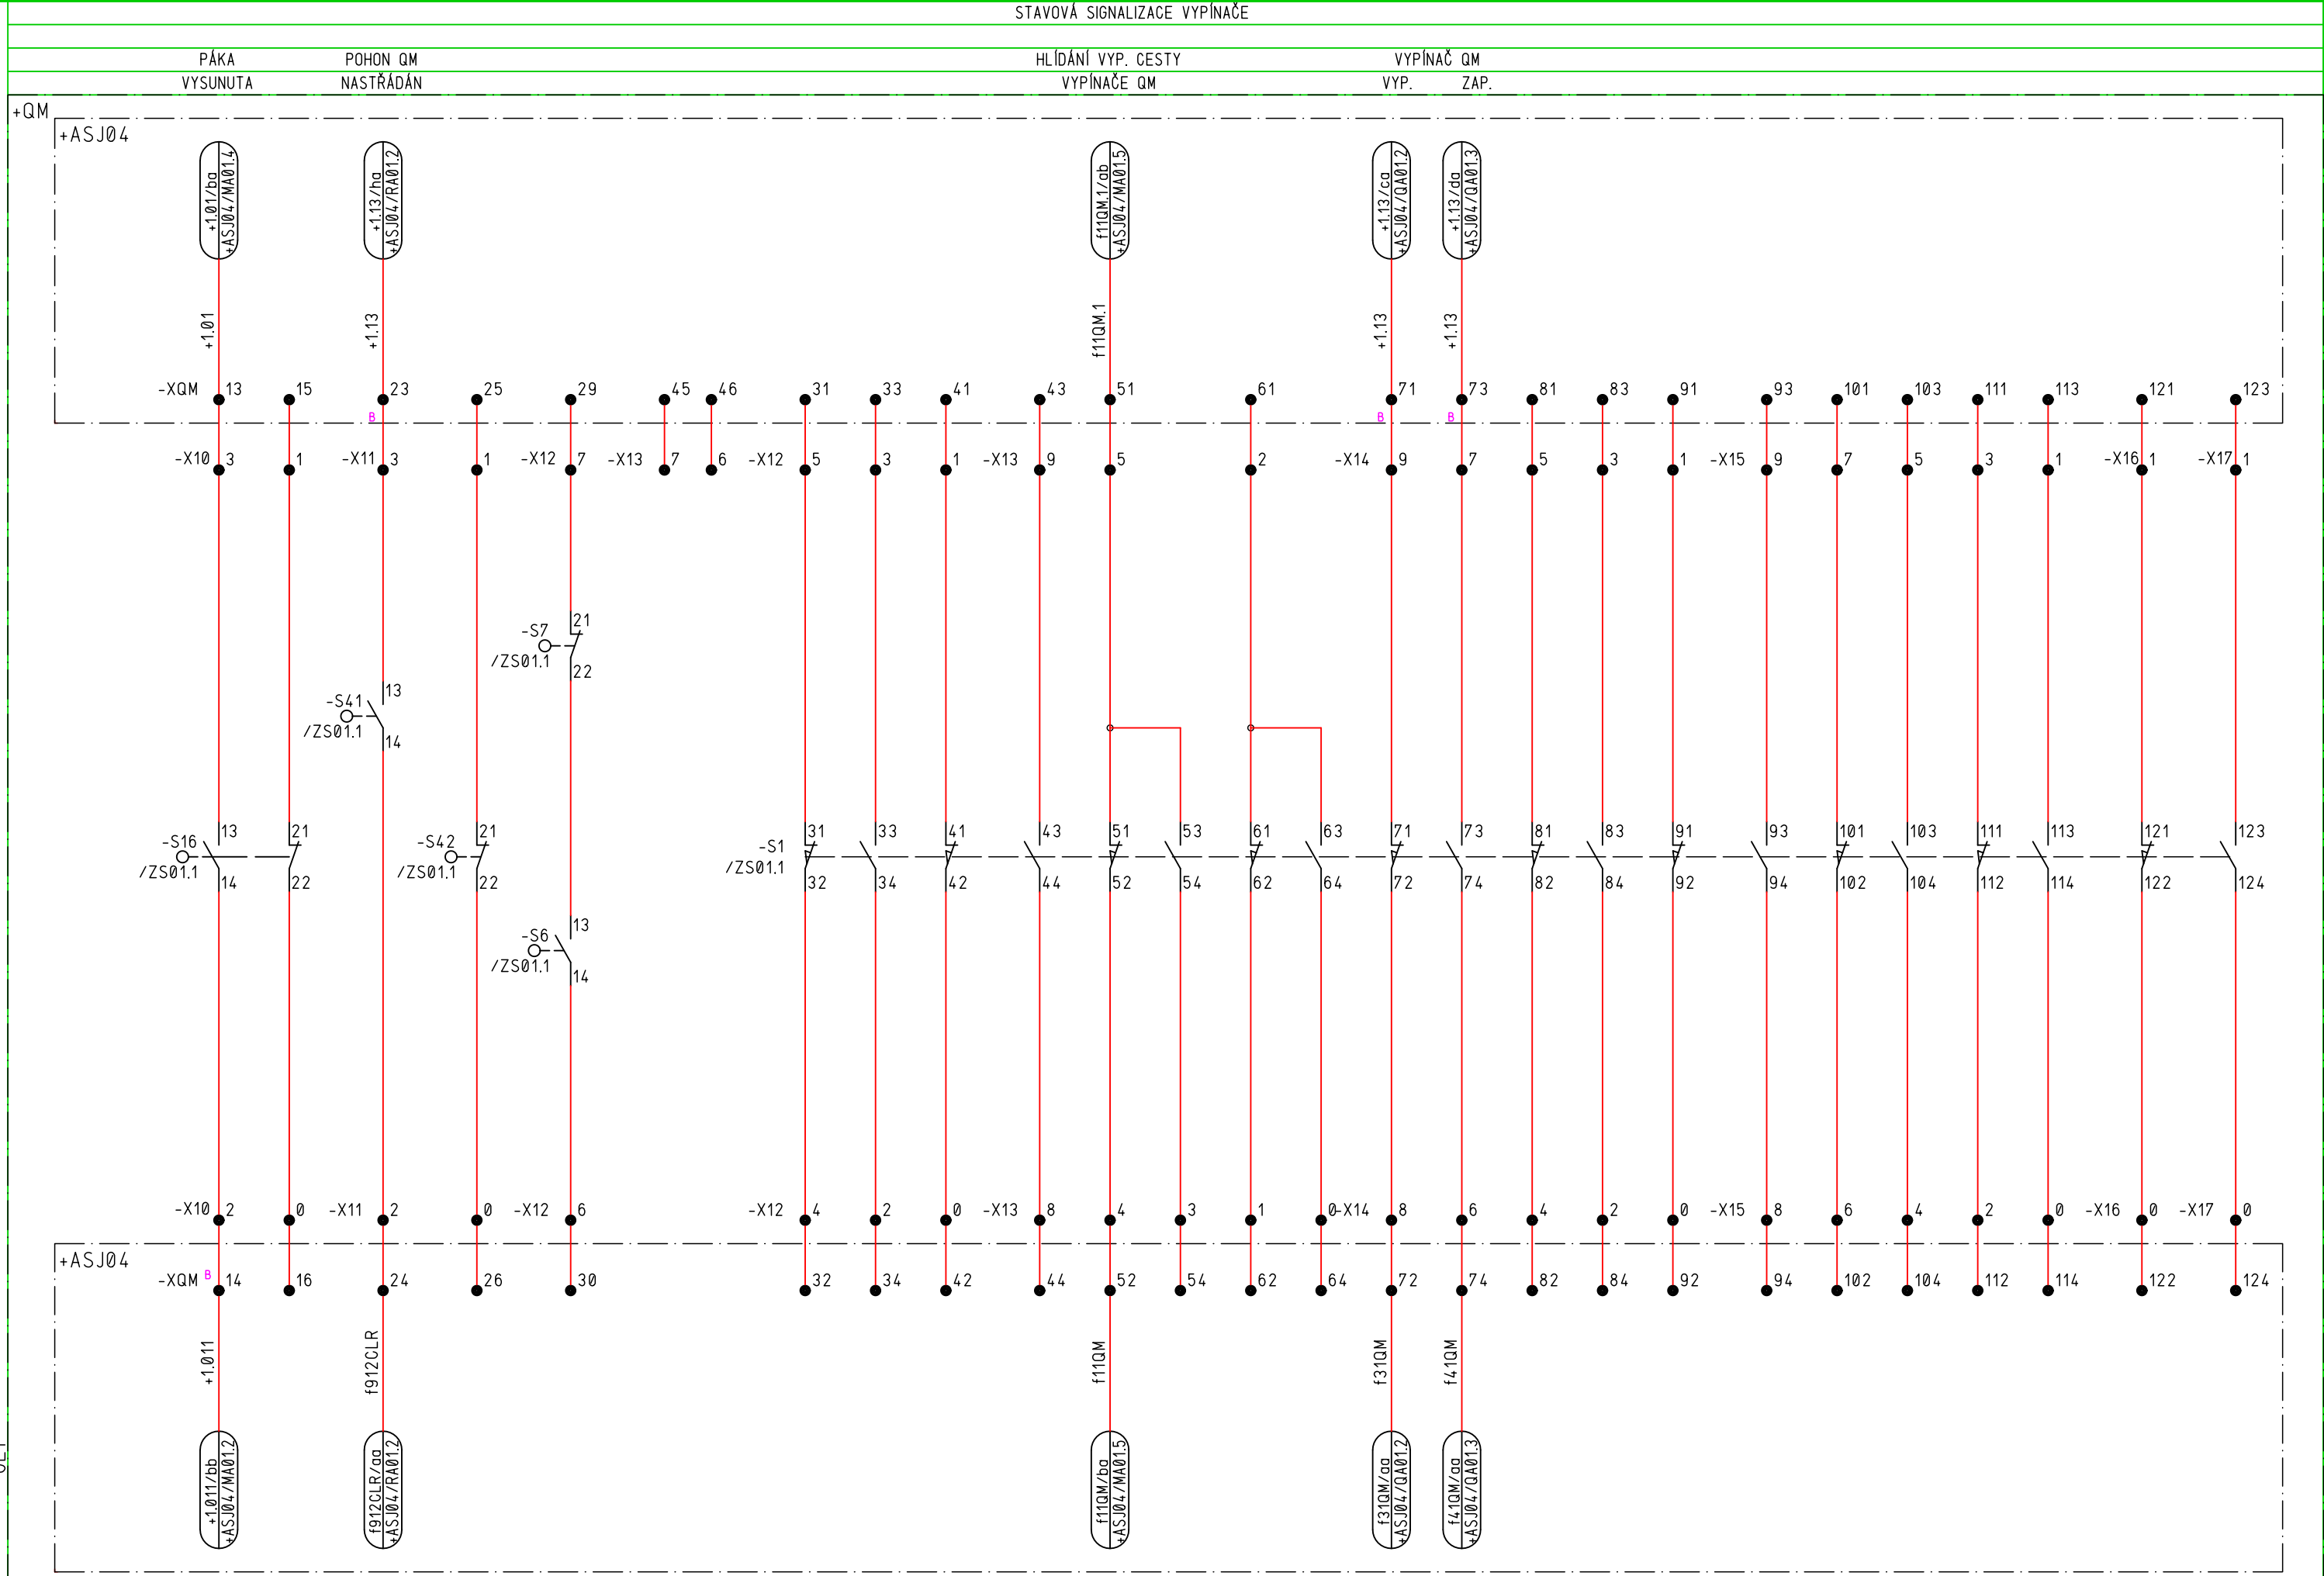 STAVOVÁ SIGNALIZACE VYPÍNAČE
PÁKA POHON QM HLÍDÁNÍ VYP. CESTY VYPÍNAČ QM
VYSUNUTA NASTŘÁDÁN VYPÍNAČE QM VYP. ZAP.
+QM
+ASJ04
+1.01/ba
+ASJ04/MA01.4
+1.13/ha
+ASJ04/RA01.2
f11QM.1/ab
+ASJ04/MA01.5
+1.13/ca
+ASJ04/QA01.2
+1.13/da
+ASJ04/QA01.3
+1.01 +1.13 f11QM.1 +1.13 +1.13
-XQM 13 15 23 25 29 45 46 31 33 41 43 51 61 71 73 81 83 91 93 101 103 111 113 121 123
B B B
-X10 3 1 -X11 3 1 -X12 7 -X13 7 6 -X12 5 3 1 -X13 9 5 2 -X14 9 7 5 3 1 -X15 9 7 5 3 1 -X16 1 -X17 1
21
-S7
/ZS01.1
22
13
-S41
/ZS01.1
14
13 21 21 31 33 41 43 51 53 61 63 71 73 81 83 91 93 101 103 111 113 121 123
-S16 -S42 -S1
/ZS01.1 /ZS01.1 /ZS01.1
14 22 22 32 34 42 44 52 54 62 64 72 74 82 84 92 94 102 104 112 114 122 124
13
-S6
/ZS01.1
14
-X10 2 0 -X11 2 0 -X12 6 -X12 4 2 0 -X13 8 4 3 1 0 -X14 8 6 4 2 0 -X15 8 6 4 2 0 -X16 0 -X17 0
+ASJ04
-XQM B 14 16 24 26 30 32 34 42 44 52 54 62 64 72 74 82 84 92 94 102 104 112 114 122 124
+1.011 f912CLR f11QM f31QM f41QM
+1.011/bb
+ASJ04/MA01.2
f912CLR/aa
+ASJ04/RA01.2
f11QM/ba
+ASJ04/MA01.5
f31QM/aa
+ASJ04/QA01.2
f41QM/aa
+ASJ04/QA01.3